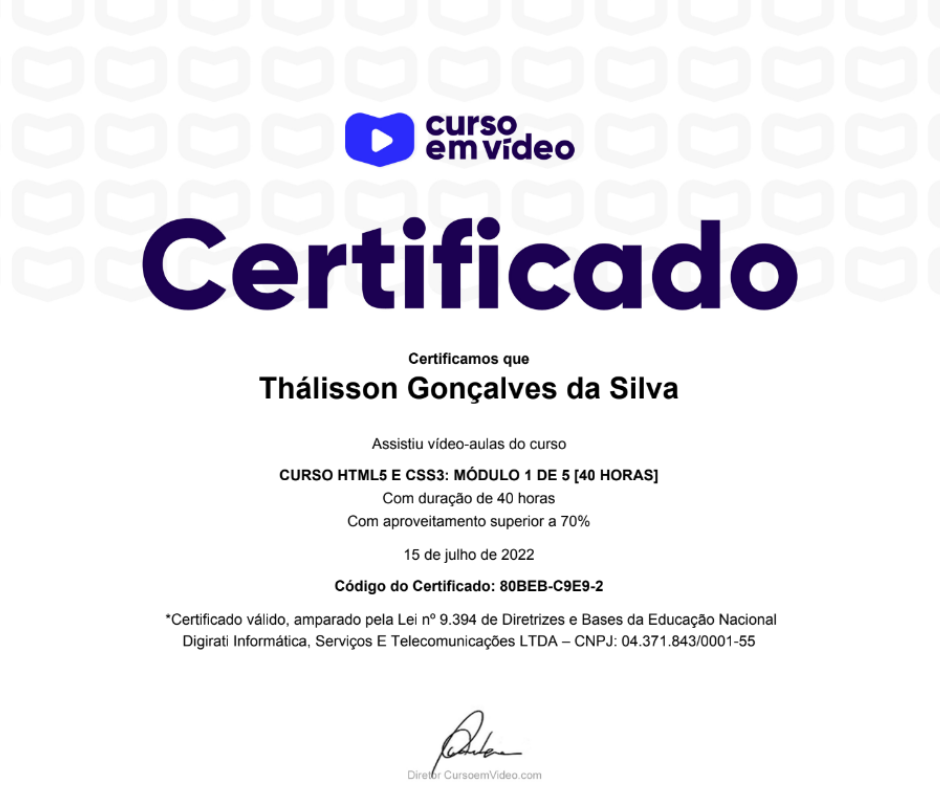 curso
em vídeo
Certificado
Certificamos que
Thálisson Gonçalves da Silva
Assistiu vídeo-aulas do curso
CURSO HTML5 E CSS3: MÓDULO 1 DE 5 [40 HORAS]
Com duração de 40 horas
Com aproveitamento superior a 70%
15 de julho de 2022
Código do Certificado: 80BEB-C9E9-2
*Certificado válido, amparado pela Lei nº 9.394 de Diretrizes e Bases da Educação Nacional
Digirati Informática, Serviços E Telecomunicações LTDA – CNPJ: 04.371.843/0001-55
Diretor CursoemVideo.com